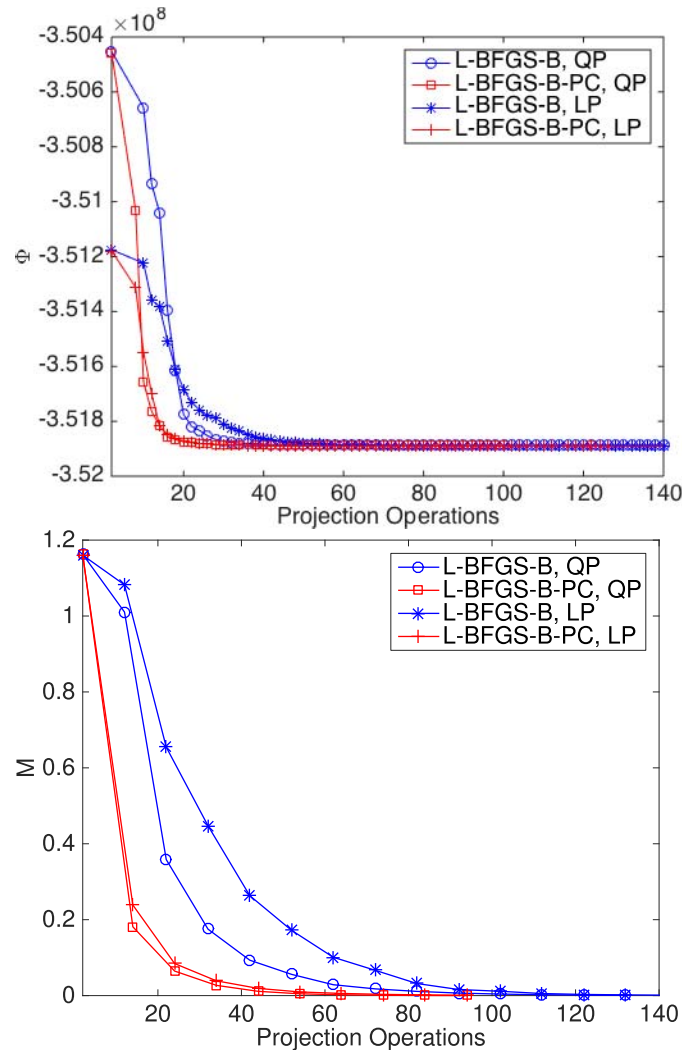 ×10⁸
-3.504
-3.506
-3.508
-3.51
-3.512
-3.514
-3.516
-3.518
-3.52
Φ
L-BFGS-B, QP
L-BFGS-B-PC, QP
L-BFGS-B, LP
L-BFGS-B-PC, LP
20 40 60 80 100 120 140
Projection Operations
1.2
1
0.8
0.6
0.4
0.2
0
M
L-BFGS-B, QP
L-BFGS-B-PC, QP
L-BFGS-B, LP
L-BFGS-B-PC, LP
20 40 60 80 100 120 140
Projection Operations